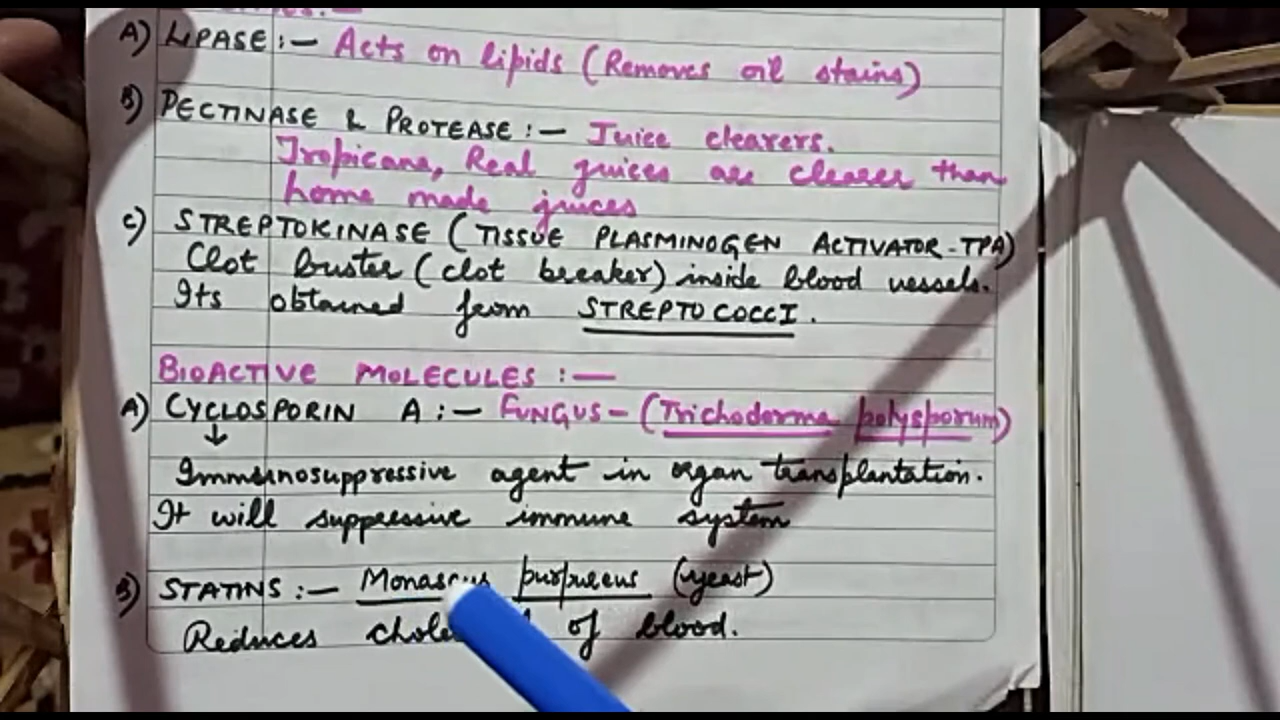 A) LIPASE :— Acts on lipids (Removes oil stains)
B) PECTINASE & PROTEASE :— Juice clearers.
Tropicana, Real juices are clearer than
home made juices
C) STREPTOKINASE (TISSUE PLASMINOGEN ACTIVATOR-TPA)
Clot buster (clot breaker) inside blood vessels.
Its obtained from STREPTOCOCCI.
BIOACTIVE MOLECULES :—
A) CYCLOSPORIN A :— FUNGUS – (Trichoderma polysporum)
↓
Immunosuppressive agent in organ transplantation.
It will suppressive immune system
B) STATINS :— Monascus purpureus (yeast)
Reduces of blood.